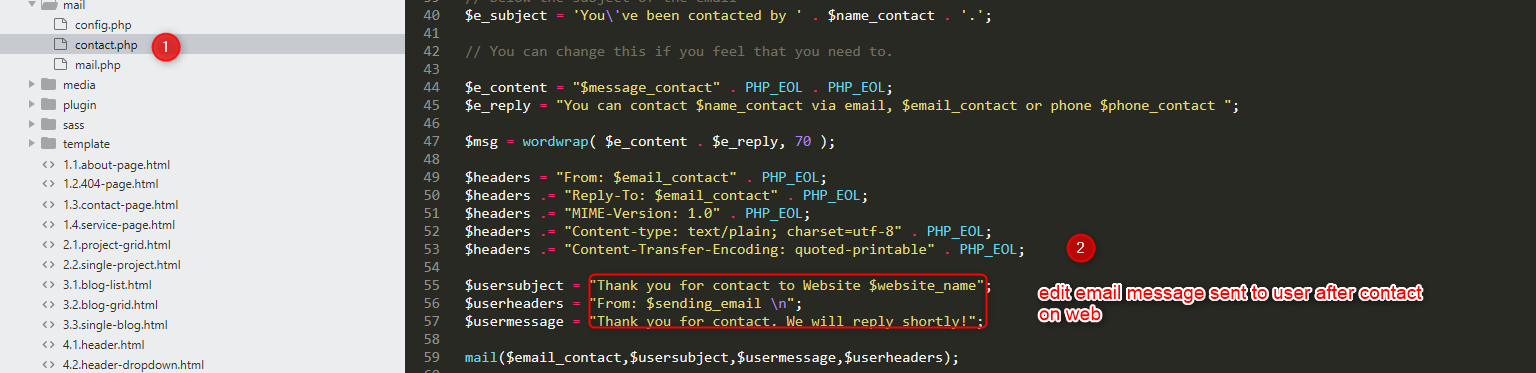 mail
config.php
contact.php
1
mail.php
media
plugin
sass
template
<> 1.1.about-page.html
<> 1.2.404-page.html
<> 1.3.contact-page.html
<> 1.4.service-page.html
<> 2.1.project-grid.html
<> 2.2.single-project.html
<> 3.1.blog-list.html
<> 3.2.blog-grid.html
<> 3.3.single-blog.html
<> 4.1.header.html
<> 4.2.header-dropdown.html
39 // below the subject of the email
40 $e_subject = 'You\'ve been contacted by ' . $name_contact . '.';
41
42 // You can change this if you feel that you need to.
43
44 $e_content = "$message_contact" . PHP_EOL . PHP_EOL;
45 $e_reply = "You can contact $name_contact via email, $email_contact or phone $phone_contact ";
46
47 $msg = wordwrap( $e_content . $e_reply, 70 );
48
49 $headers = "From: $email_contact" . PHP_EOL;
50 $headers .= "Reply-To: $email_contact" . PHP_EOL;
51 $headers .= "MIME-Version: 1.0" . PHP_EOL;
52 $headers .= "Content-type: text/plain; charset=utf-8" . PHP_EOL;
53 $headers .= "Content-Transfer-Encoding: quoted-printable" . PHP_EOL;
54
55 $usersubject = "Thank you for contact to Website $website_name";
56 $userheaders = "From: $sending_email \n";
57 $usermessage = "Thank you for contact. We will reply shortly!";
58
59 mail($email_contact,$usersubject,$usermessage,$userheaders);
2
edit email message sent to user after contact
on web